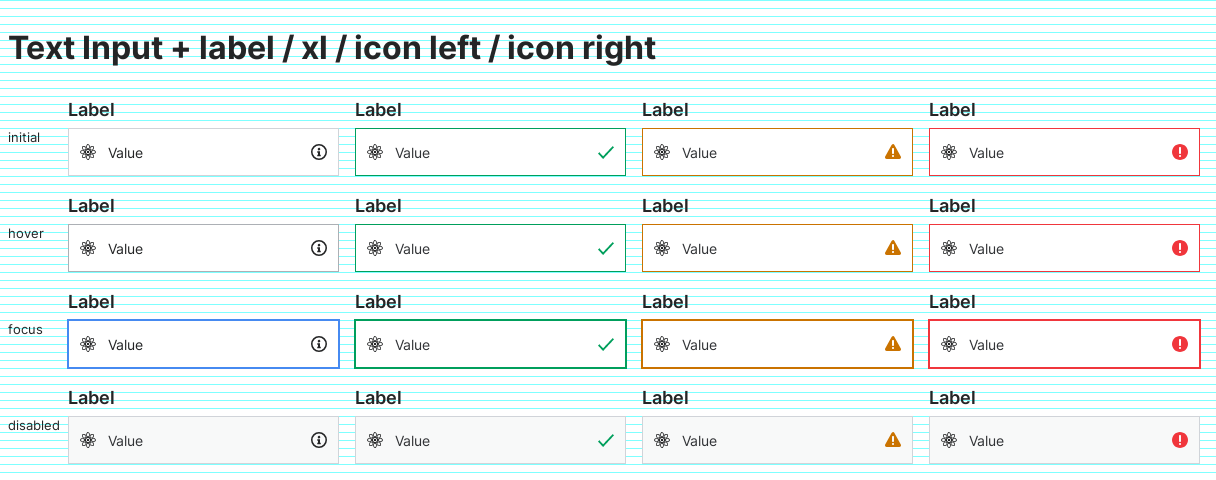 Text Input + label / xl / icon left / icon right
Label Label Label Label
initial Value Value Value Value
Label Label Label Label
hover Value Value Value Value
Label Label Label Label
focus Value Value Value Value
Label Label Label Label
disabled Value Value Value Value